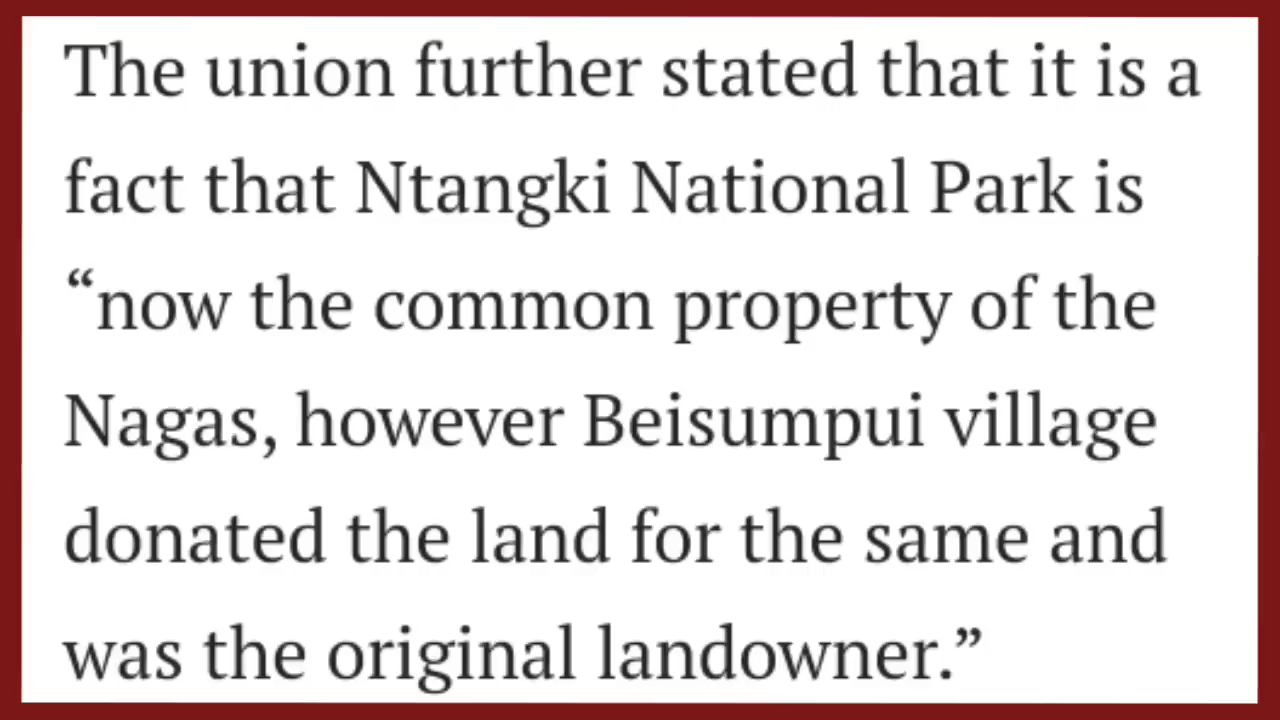 The union further stated that it is a
fact that Ntangki National Park is
“now the common property of the
Nagas, however Beisumpui village
donated the land for the same and
was the original landowner.”